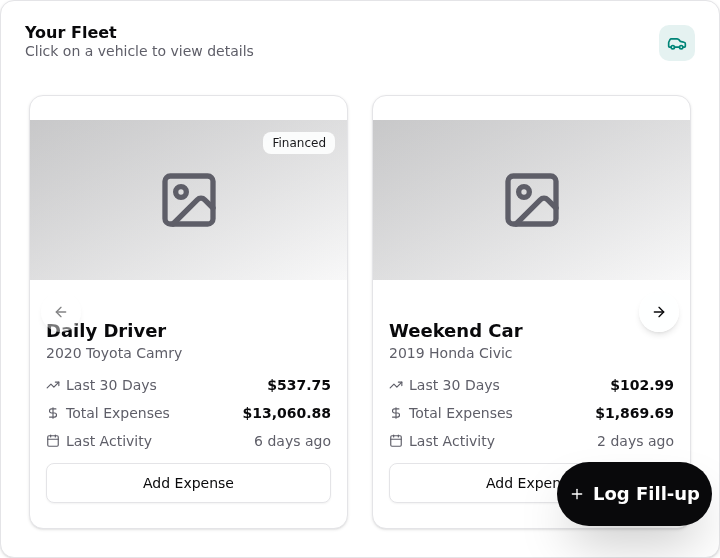 Your Fleet
Click on a vehicle to view details
Financed
Daily Driver
2020 Toyota Camry
Last 30 Days $537.75
Total Expenses $13,060.88
Last Activity 6 days ago
Add Expense
Weekend Car
2019 Honda Civic
Last 30 Days $102.99
Total Expenses $1,869.69
Last Activity 2 days ago
Add Expen
+ Log Fill-up